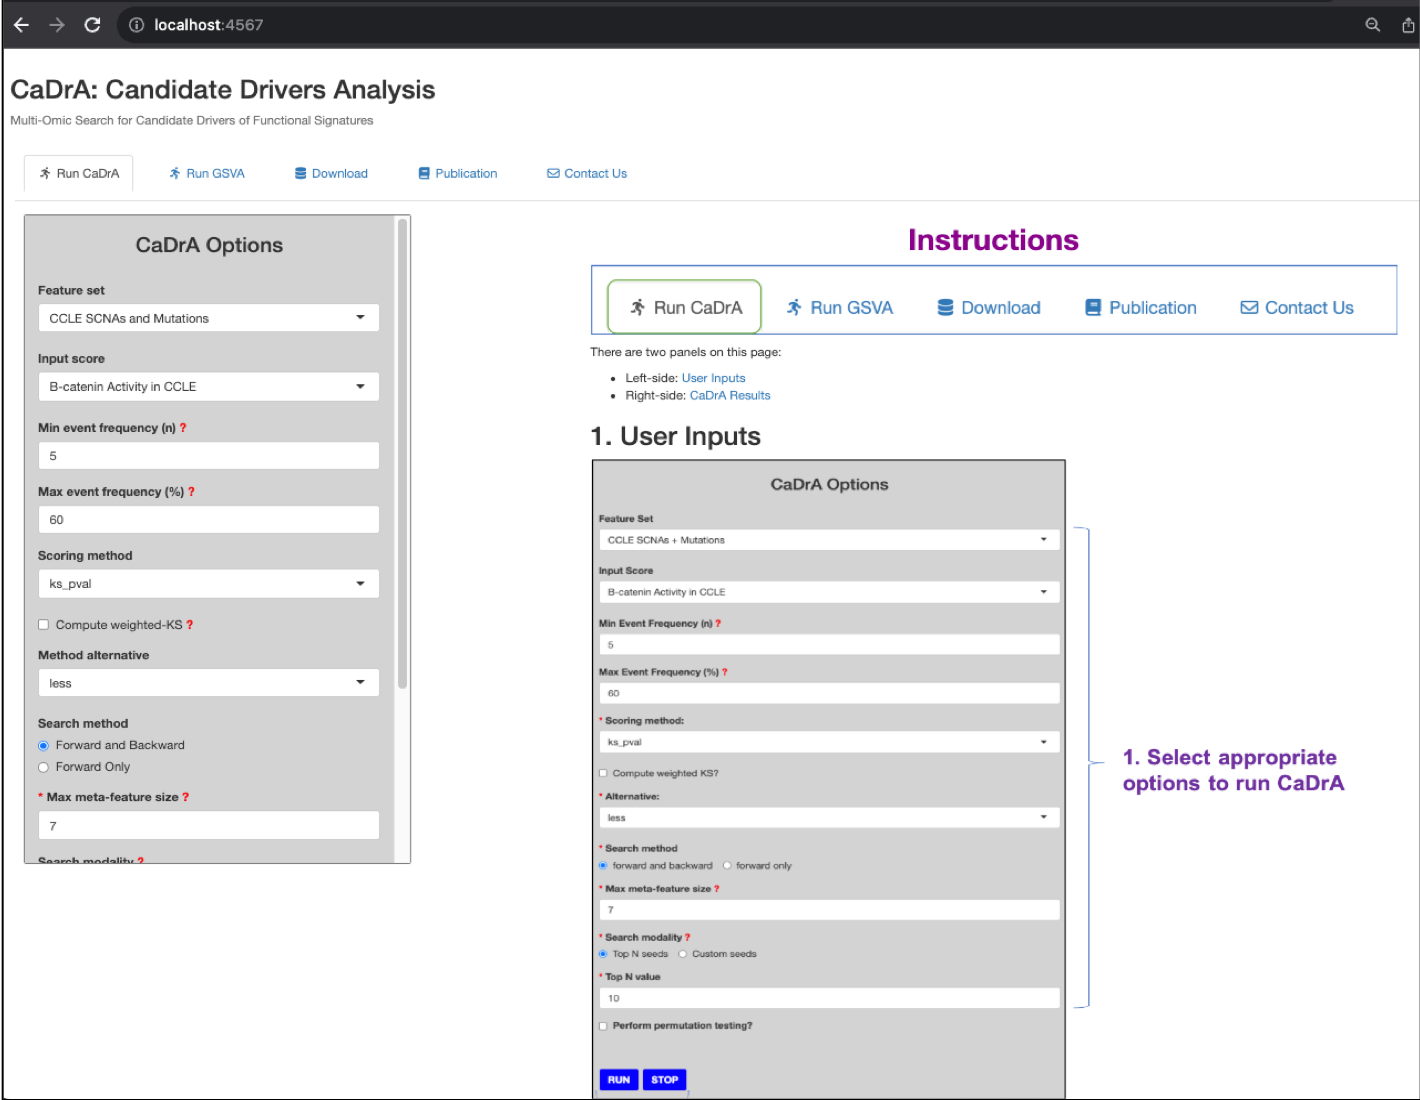 localhost:4567
CaDrA: Candidate Drivers Analysis
Multi-Omic Search for Candidate Drivers of Functional Signatures
Run CaDrA Run GSVA Download Publication Contact Us
CaDrA Options
Feature set
CCLE SCNAs and Mutations
Input score
B-catenin Activity in CCLE
Min event frequency (n) ?
5
Max event frequency (%) ?
60
Scoring method
ks_pval
Compute weighted-KS ?
Method alternative
less
Search method
Forward and Backward
Forward Only
* Max meta-feature size ?
7
Search modality ?
Instructions
Run CaDrA Run GSVA Download Publication Contact Us
There are two panels on this page:
• Left-side: User Inputs
• Right-side: CaDrA Results
1. User Inputs
CaDrA Options
Feature Set
CCLE SCNAs + Mutations
Input Score
B-catenin Activity in CCLE
Min Event Frequency (n) ?
5
Max Event Frequency (%) ?
60
* Scoring method:
ks_pval
Compute weighted KS?
* Alternative:
less
* Search method
forward and backward forward only
* Max meta-feature size ?
7
* Search modality ?
Top N seeds Custom seeds
* Top N value
10
Perform permutation testing?
RUN STOP
1. Select appropriate
options to run CaDrA